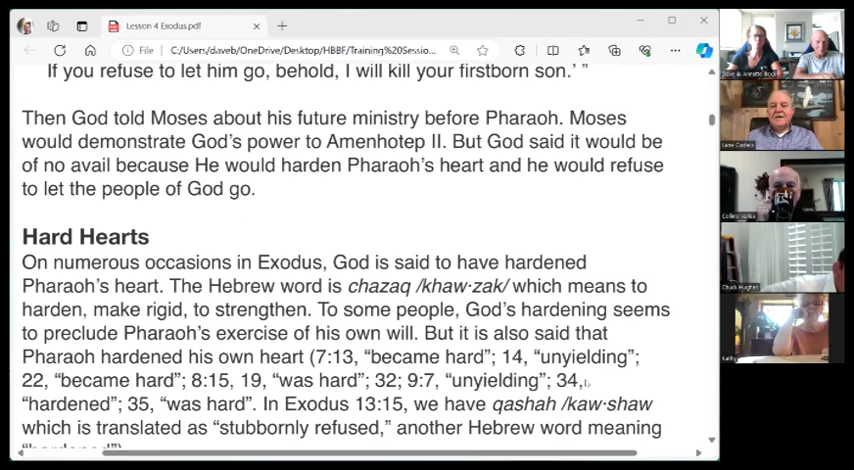 Lesson 4 Exodus.pdf
File
C:/Users/daveb/OneDrive/Desktop/HBBF/Training%20Sessio...
If you refuse to let him go, behold, I will kill your firstborn son.’ ”
Then God told Moses about his future ministry before Pharaoh. Moses
would demonstrate God’s power to Amenhotep II. But God said it would be
of no avail because He would harden Pharaoh’s heart and he would refuse
to let the people of God go.
Hard Hearts
On numerous occasions in Exodus, God is said to have hardened
Pharaoh’s heart. The Hebrew word is chazaq /khaw·zak/ which means to
harden, make rigid, to strengthen. To some people, God’s hardening seems
to preclude Pharaoh’s exercise of his own will. But it is also said that
Pharaoh hardened his own heart (7:13, “became hard”; 14, “unyielding”;
22, “became hard”; 8:15, 19, “was hard”; 32; 9:7, “unyielding”; 34,
“hardened”; 35, “was hard”. In Exodus 13:15, we have qashah /kaw·shaw
which is translated as “stubbornly refused,” another Hebrew word meaning
Dave & Annette
Chuck Hugher
Kathy